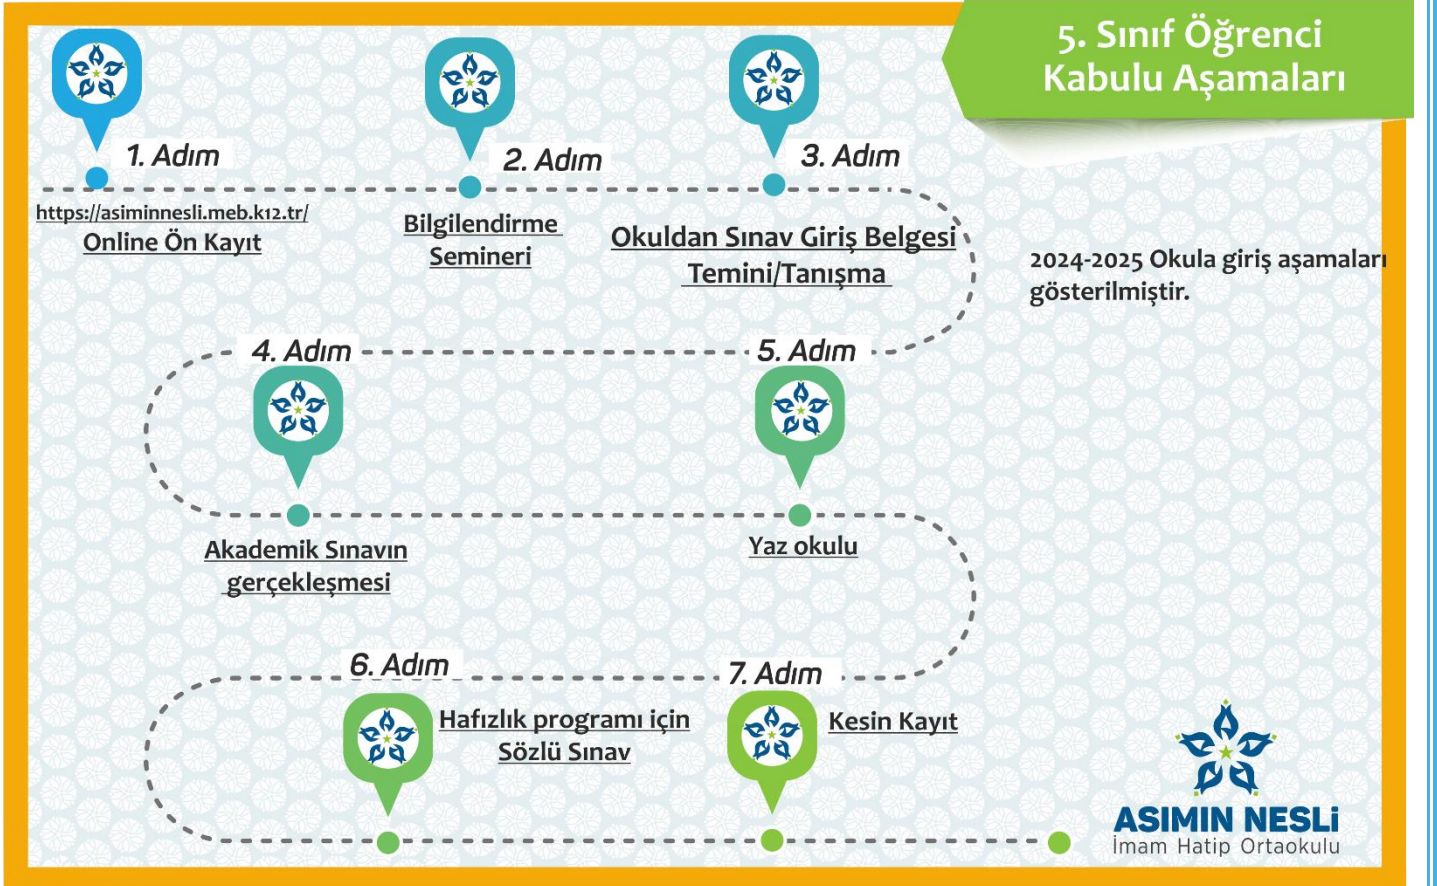 5. Sınıf Öğrenci
Kabulu Aşamaları
1. Adım
https://asiminnesli.meb.k12.tr/
Online Ön Kayıt
2. Adım
Bilgilendirme
Semineri
3. Adım
Okuldan Sınav Giriş Belgesi
Temini/Tanışma
2024-2025 Okula giriş aşamaları
gösterilmiştir.
4. Adım
Akademik Sınavın
gerçekleşmesi
5. Adım
Yaz okulu
6. Adım
Hafızlık programı için
Sözlü Sınav
7. Adım
Kesin Kayıt
ASIMIN NESLİ
İmam Hatip Ortaokulu